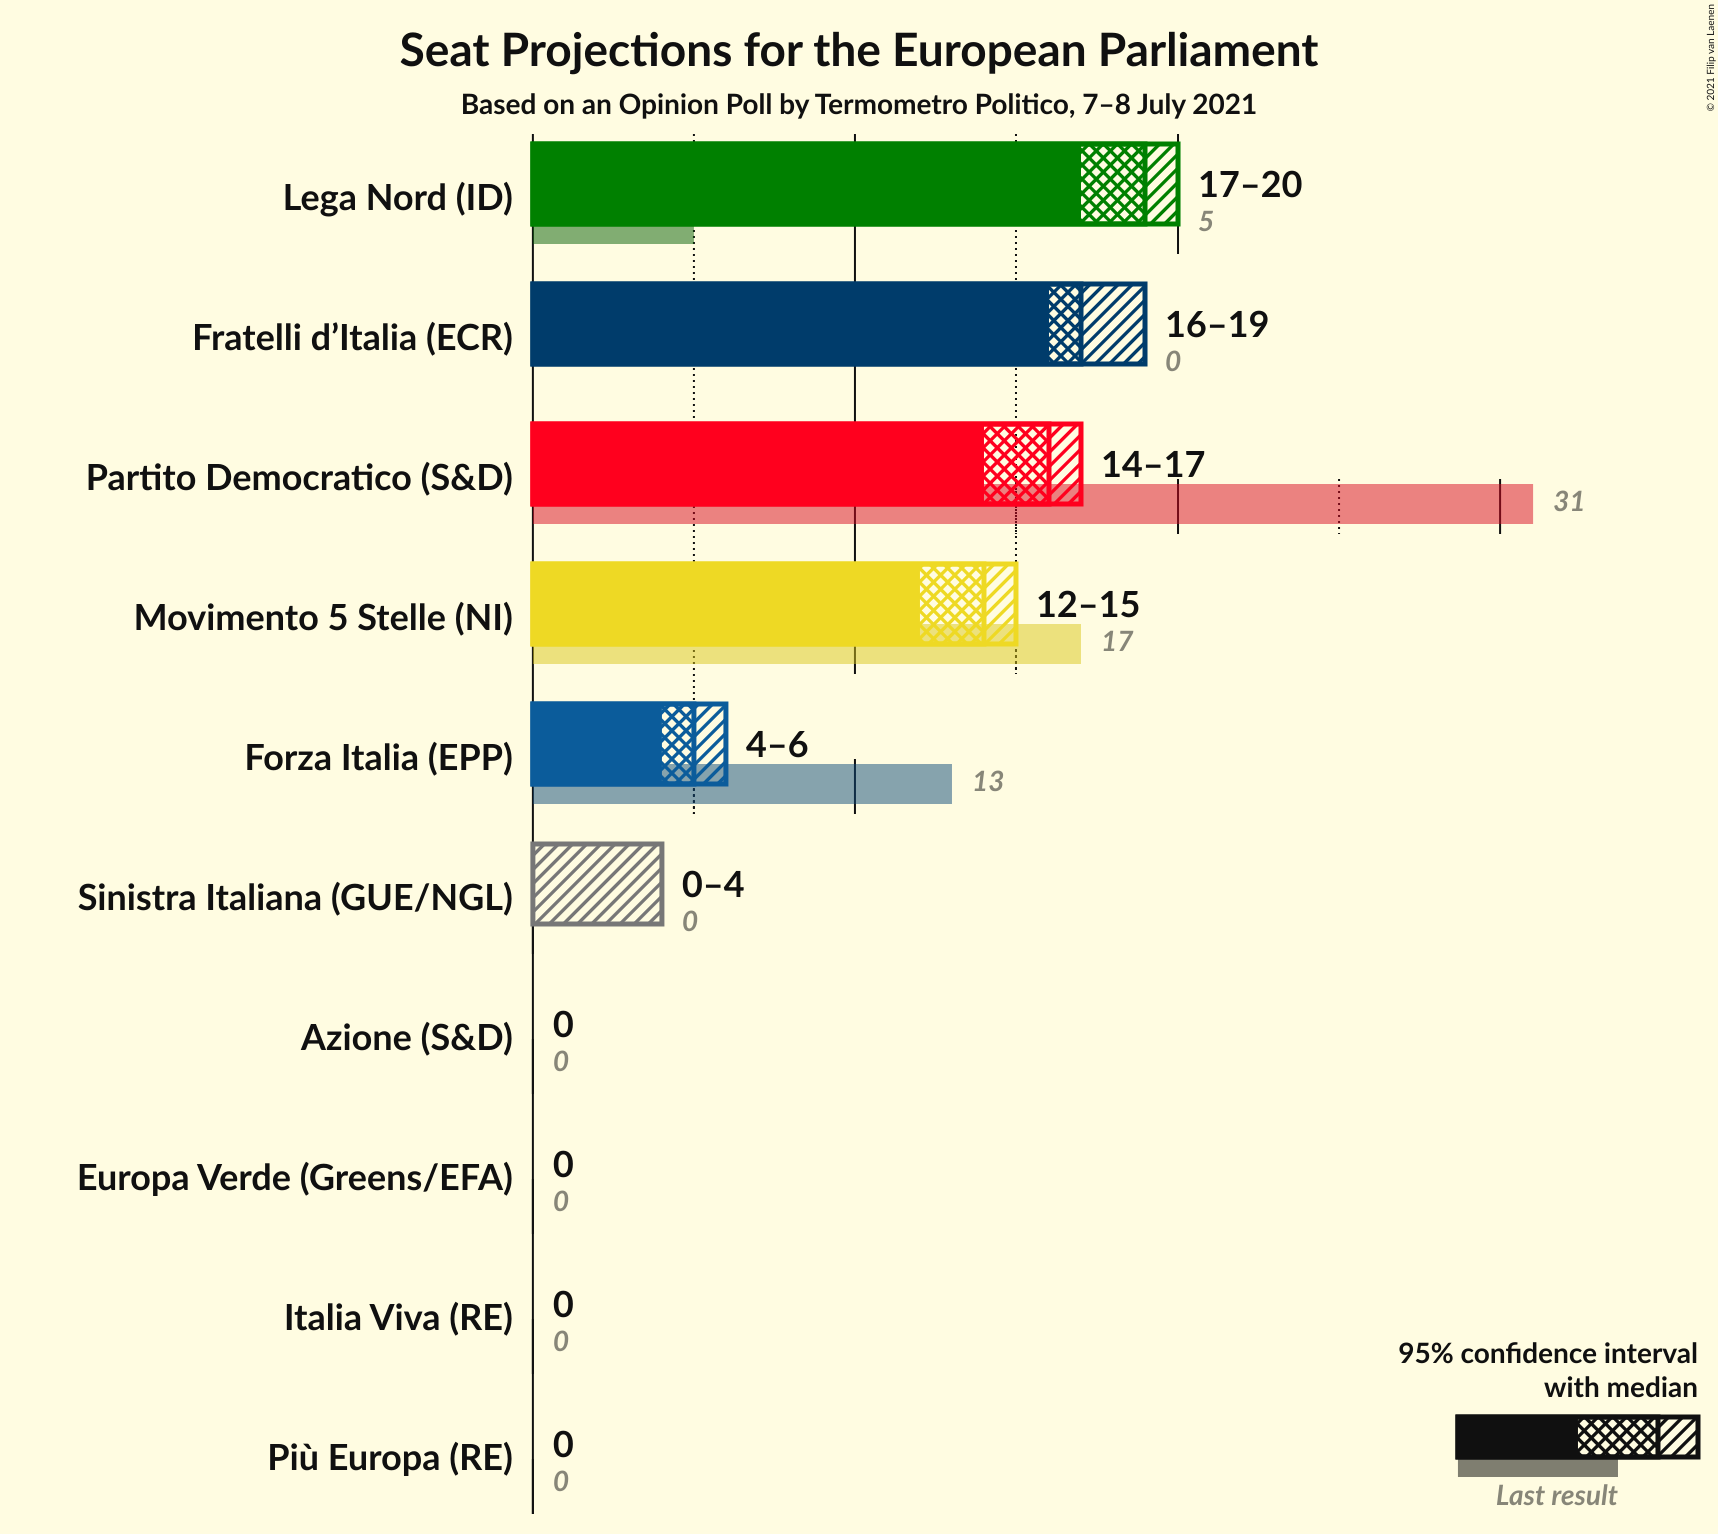 Seat Projections for the European Parliament
Based on an Opinion Poll by Termometro Politico, 7–8 July 2021
© 2021 Filip van Laenen
Lega Nord (ID)
17–20
5
Fratelli d’Italia (ECR)
16–19
0
Partito Democratico (S&D)
14–17
31
Movimento 5 Stelle (NI)
12–15
17
Forza Italia (EPP)
4–6
13
Sinistra Italiana (GUE/NGL)
0–4
0
Azione (S&D)
0
0
Europa Verde (Greens/EFA)
0
0
Italia Viva (RE)
0
0
Più Europa (RE)
0
0
95% confidence interval
with median
Last result